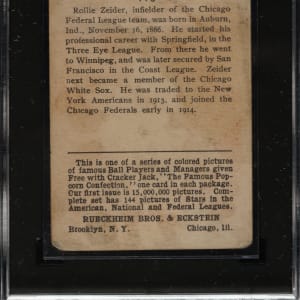 Rollie Zeider, infielder of the Chicago
Federal League team, was born in Auburn,
Ind., November 16, 1886. He started his
professional career with Springfield, in the
Three Eye League. From there he went
to Winnipeg, and was later secured by San
Francisco in the Coast League. Zeider
next became a member of the Chicago
White Sox. He was traded to the New
York Americans in 1913, and joined the
Chicago Federals early in 1914.
This is one of a series of colored pictures
of famous Ball Players and Managers given
Free with Cracker Jack, "The Famous Pop-
corn Confection," one card in each package.
Our first issue is 15,000,000 pictures. Com-
plete set has 144 pictures of Stars in the
American, National and Federal Leagues.
RUECKHEIM BROS. & ECKSTEIN
Brooklyn, N. Y. Chicago, Ill.